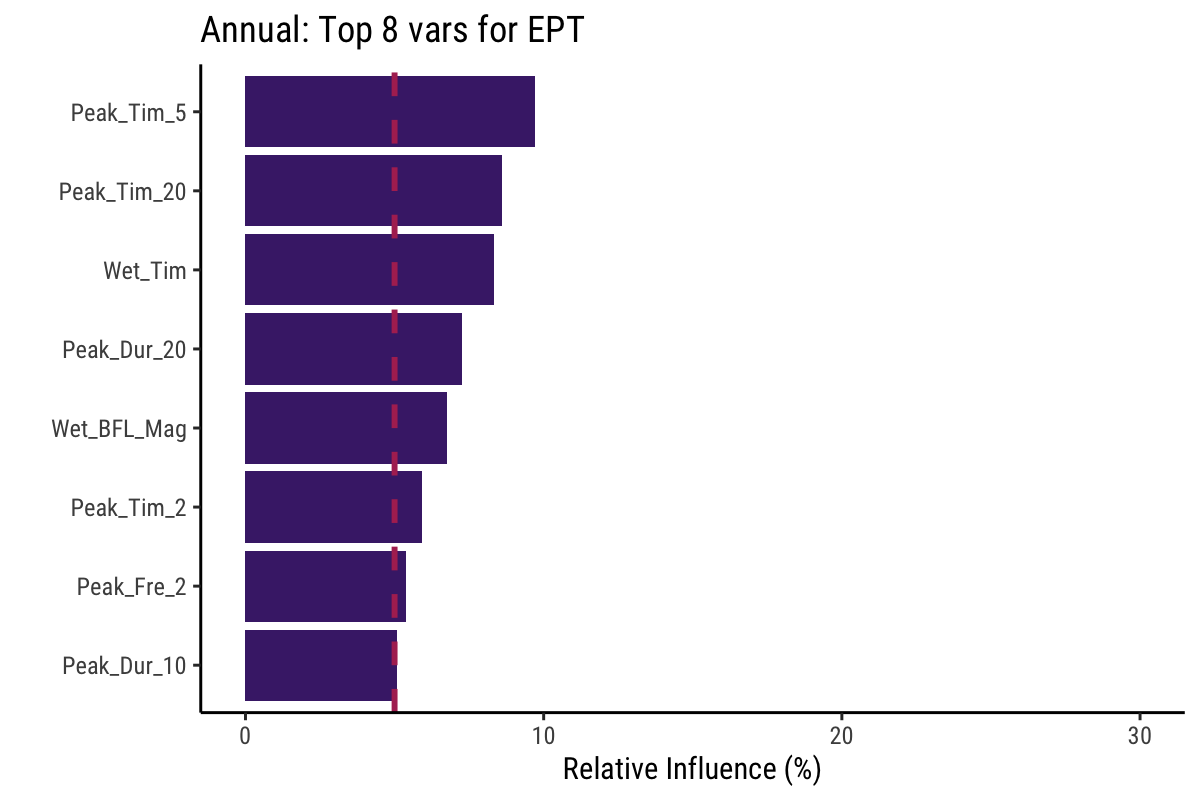 Annual: Top 8 vars for EPT
Peak_Tim_5
Peak_Tim_20
Wet_Tim
Peak_Dur_20
Wet_BFL_Mag
Peak_Tim_2
Peak_Fre_2
Peak_Dur_10
0 10 20 30
Relative Influence (%)